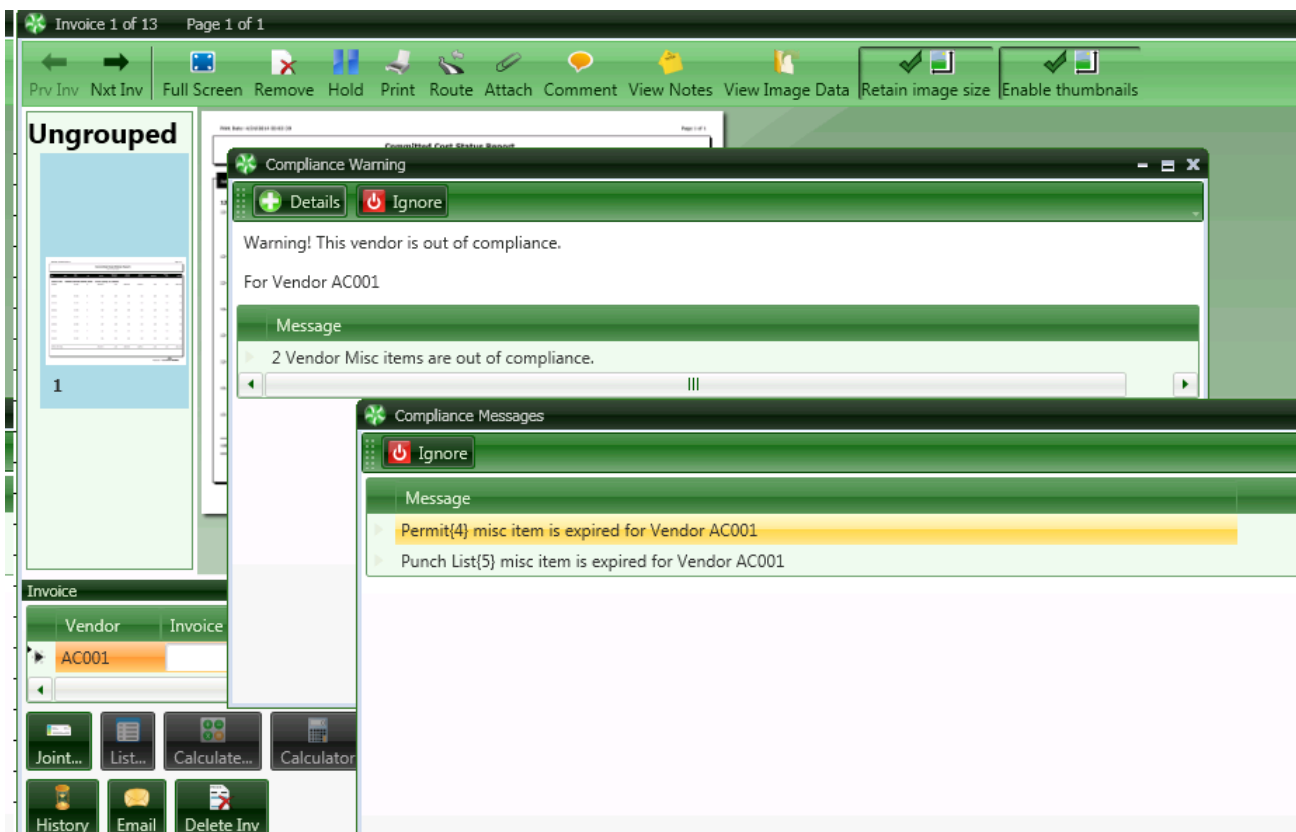 Invoice 1 of 13 Page 1 of 1
Prv Inv Nxt Inv Full Screen Remove Hold Print Route Attach Comment View Notes View Image Data Retain image size Enable thumbnails
Ungrouped
Page 1 of 1
Committed Cost Status Report
Compliance Warning
Details Ignore
Warning! This vendor is out of compliance.
For Vendor AC001
Message
2 Vendor Misc items are out of compliance.
1
Compliance Messages
Ignore
Message
Permit{4} misc item is expired for Vendor AC001
Punch List{5} misc item is expired for Vendor AC001
Invoice
Vendor Invoice
AC001
Joint... List... Calculate... Calculator
History Email Delete Inv